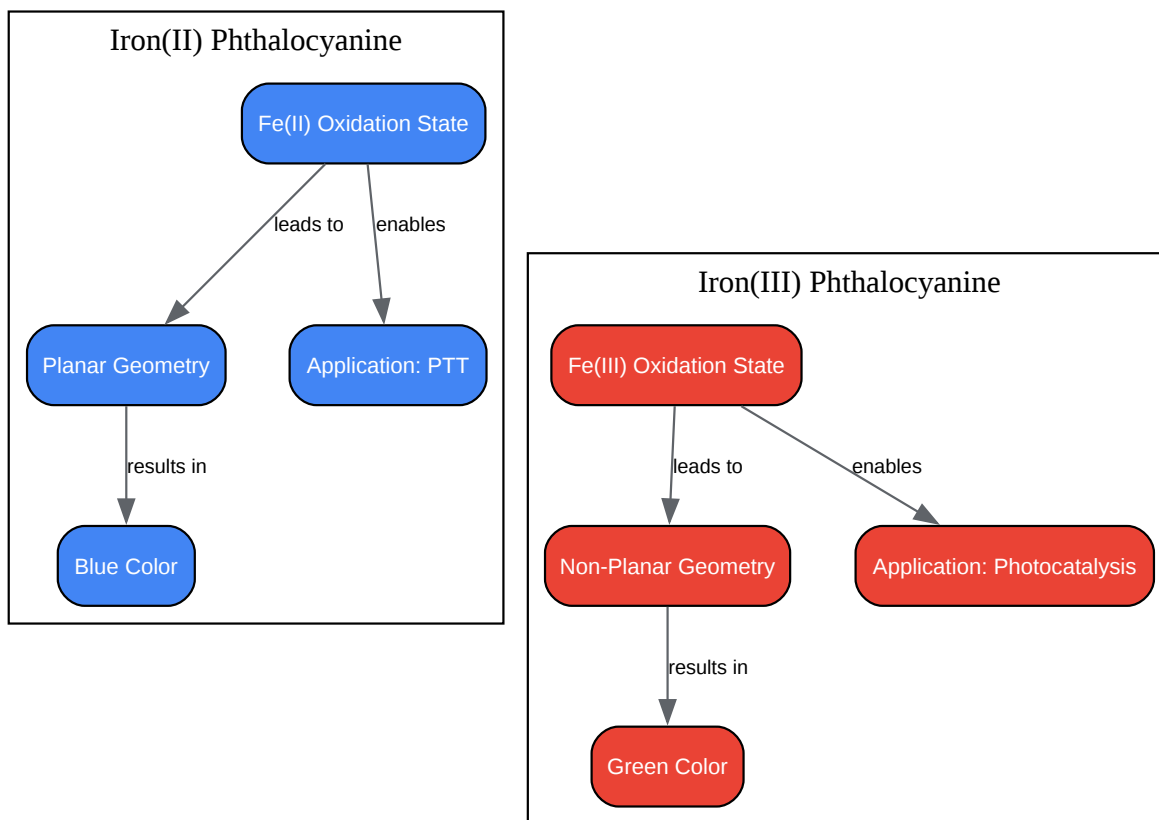 Iron(II) Phthalocyanine
Fe(II) Oxidation State
leads to
enables
Planar Geometry
Application: PTT
results in
Blue Color
Iron(III) Phthalocyanine
Fe(III) Oxidation State
leads to
enables
Non-Planar Geometry
Application: Photocatalysis
results in
Green Color